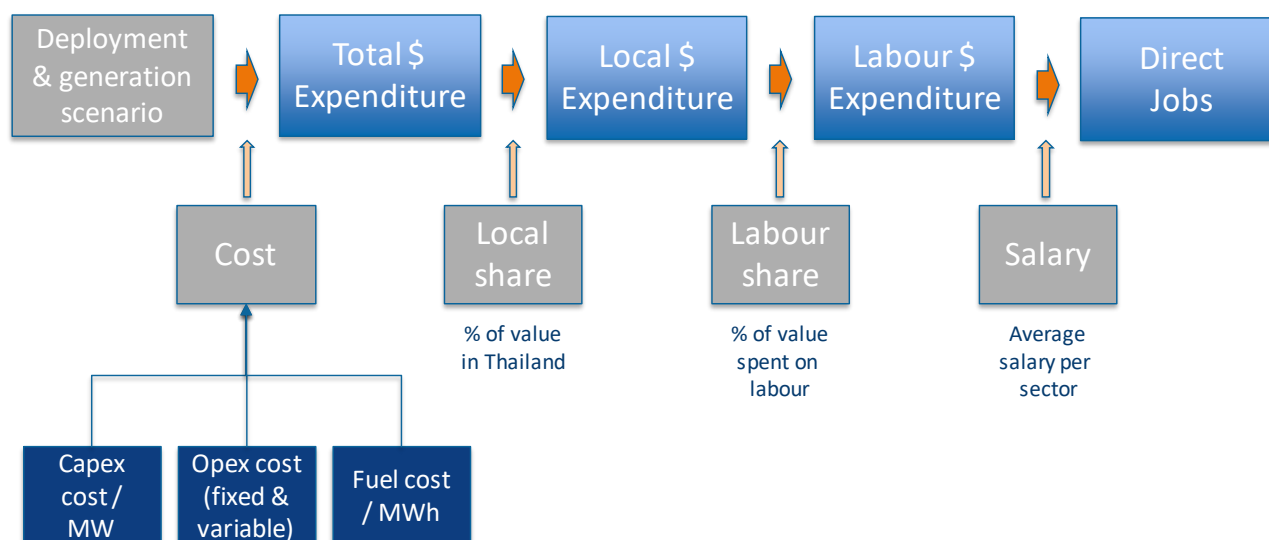 Deployment
& generation
scenario
Total $
Expenditure
Local $
Expenditure
Labour $
Expenditure
Direct
Jobs
Cost
Local
share
Labour
share
Salary
% of value
in Thailand
% of value
spent on
labour
Average
salary per
sector
Capex
cost /
MW
Opex cost
(fixed &
variable)
Fuel cost
/ MWh